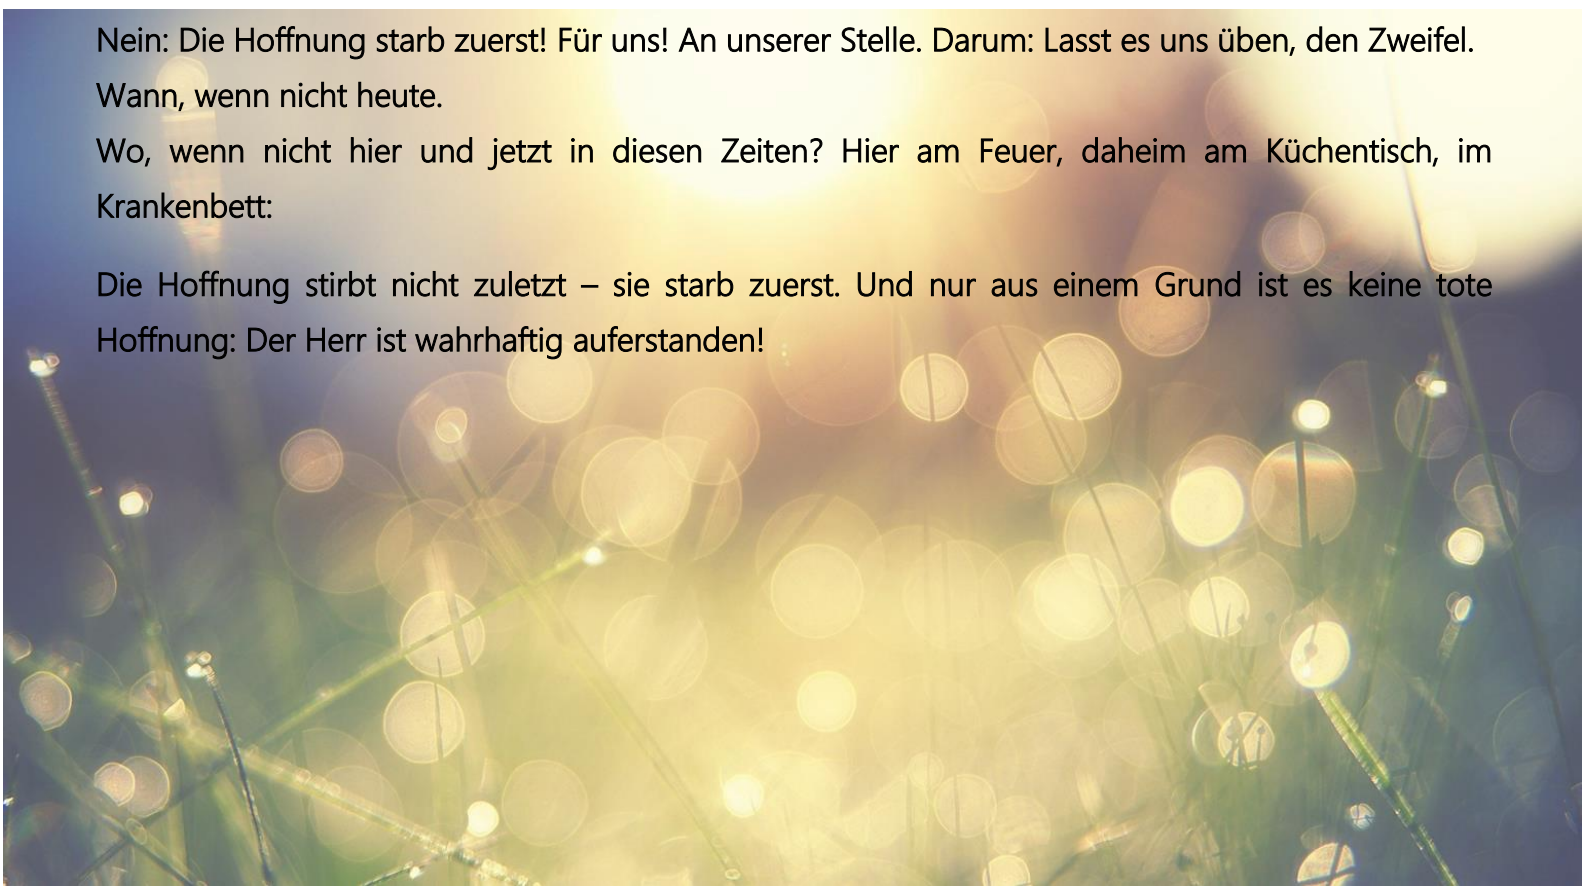 Nein: Die Hoffnung starb zuerst! Für uns! An unserer Stelle. Darum: Lasst es uns üben, den Zweifel.
Wann, wenn nicht heute.
Wo, wenn nicht hier und jetzt in diesen Zeiten? Hier am Feuer, daheim am Küchentisch, im
Krankenbett:
Die Hoffnung stirbt nicht zuletzt – sie starb zuerst. Und nur aus einem Grund ist es keine tote
Hoffnung: Der Herr ist wahrhaftig auferstanden!